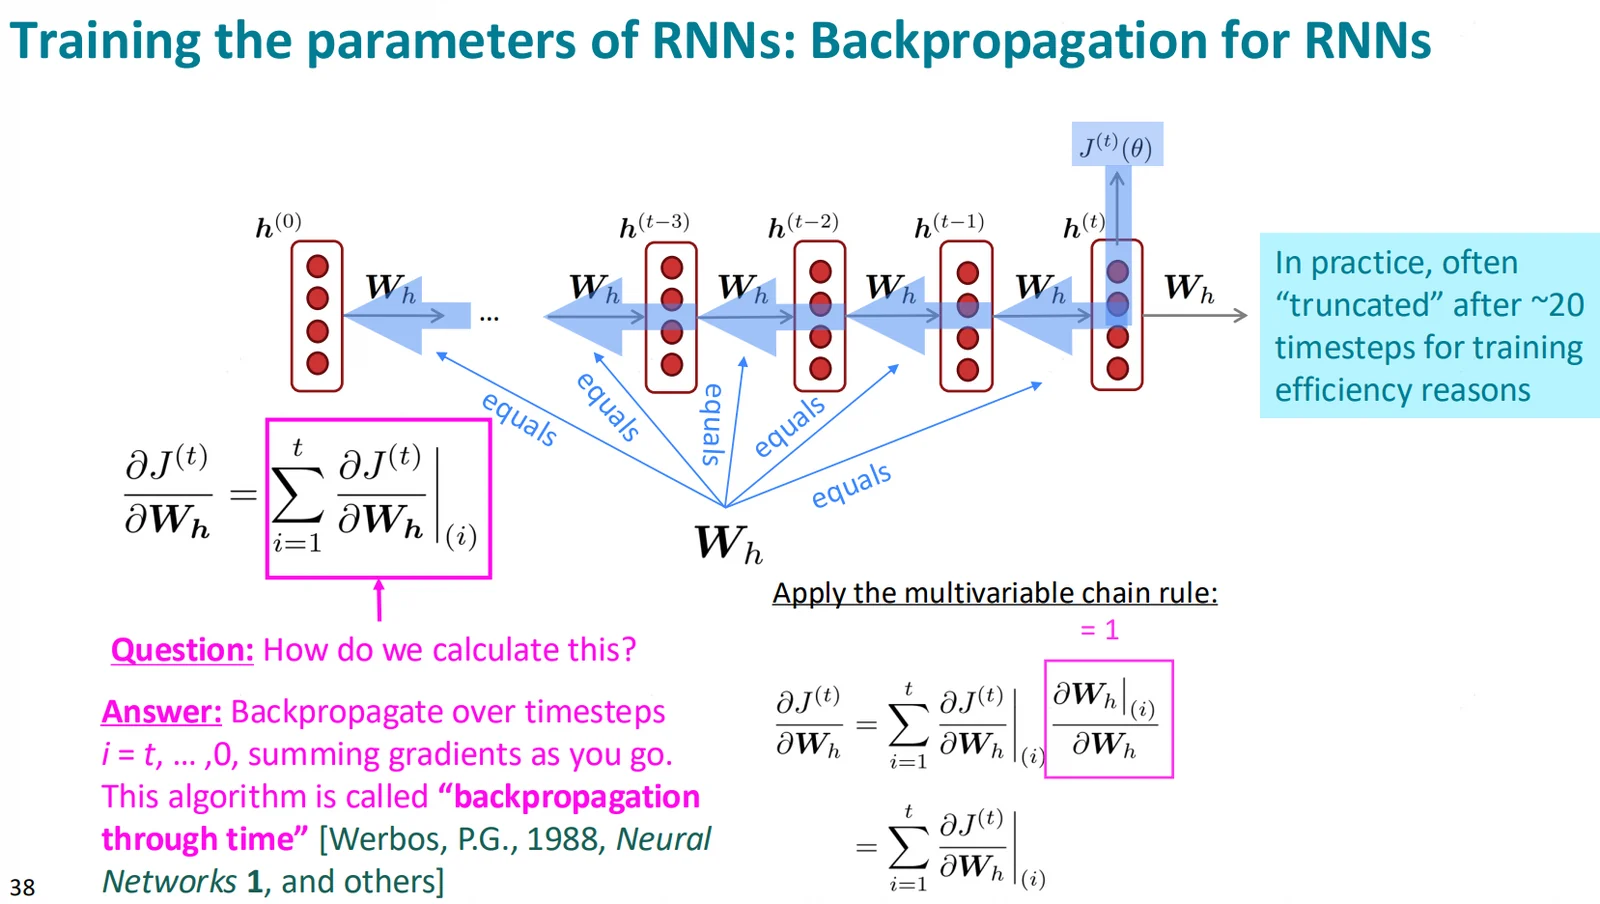 Training the parameters of RNNs: Backpropagation for RNNs
J^{(t)}(θ)
h^{(0)}
h^{(t−3)}
h^{(t−2)}
h^{(t−1)}
h^{(t)}
W_h
...
W_h
W_h
W_h
W_h
W_h
In practice, often
“truncated” after ~20
timesteps for training
efficiency reasons
equals
equals
equals
equals
equals
W_h
∂J^{(t)}/∂W_h = ∑_{i=1}^{t} ∂J^{(t)}/∂W_h |_{(i)}
Question: How do we calculate this?
Answer: Backpropagate over timesteps
i = t, … ,0, summing gradients as you go.
This algorithm is called “backpropagation
through time” [Werbos, P.G., 1988, Neural
Networks 1, and others]
Apply the multivariable chain rule:
= 1
∂J^{(t)}/∂W_h = ∑_{i=1}^{t} ∂J^{(t)}/∂W_h |_{(i)} ∂W_h|_{(i)}/∂W_h
= ∑_{i=1}^{t} ∂J^{(t)}/∂W_h |_{(i)}
38